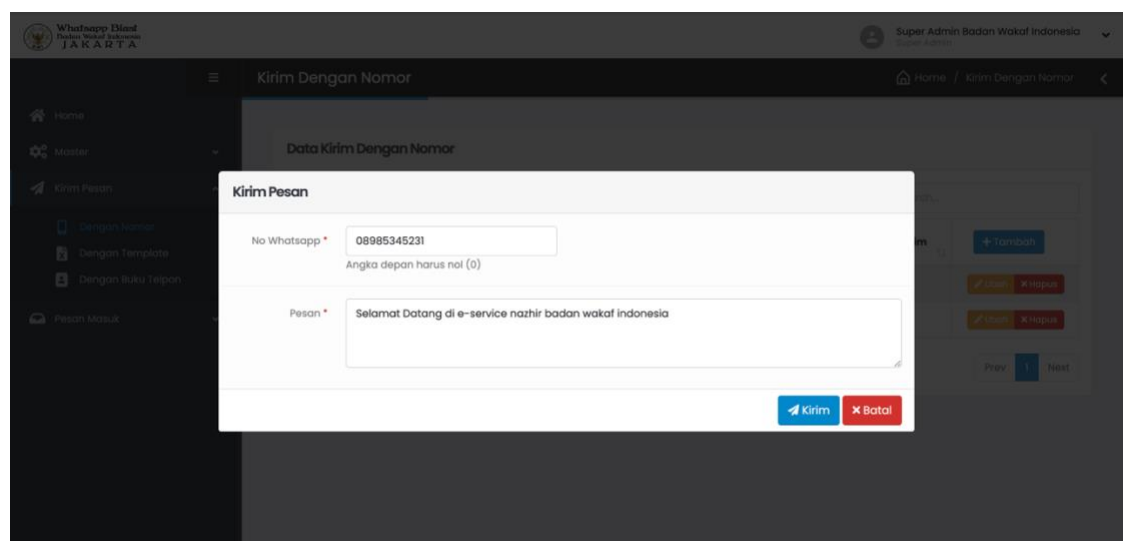 Whatsapp Blast
Badan Wakaf Indonesia
JAKARTA
Super Admin Badan Wakaf Indonesia
Super Admin
Kirim Dengan Nomor
Home / Kirim Dengan Nomor
Home
Master
Kirim Pesan
Dengan Nomor
Dengan Template
Dengan Buku Telpon
Pesan Masuk
Data Kirim Dengan Nomor
+ Tambah
Ubah × Hapus
Ubah × Hapus
Prev 1 Next
Kirim Pesan
No Whatsapp * 08985345231
Angka depan harus nol (0)
Pesan * Selamat Datang di e-service nazhir badan wakaf indonesia
Kirim × Batal